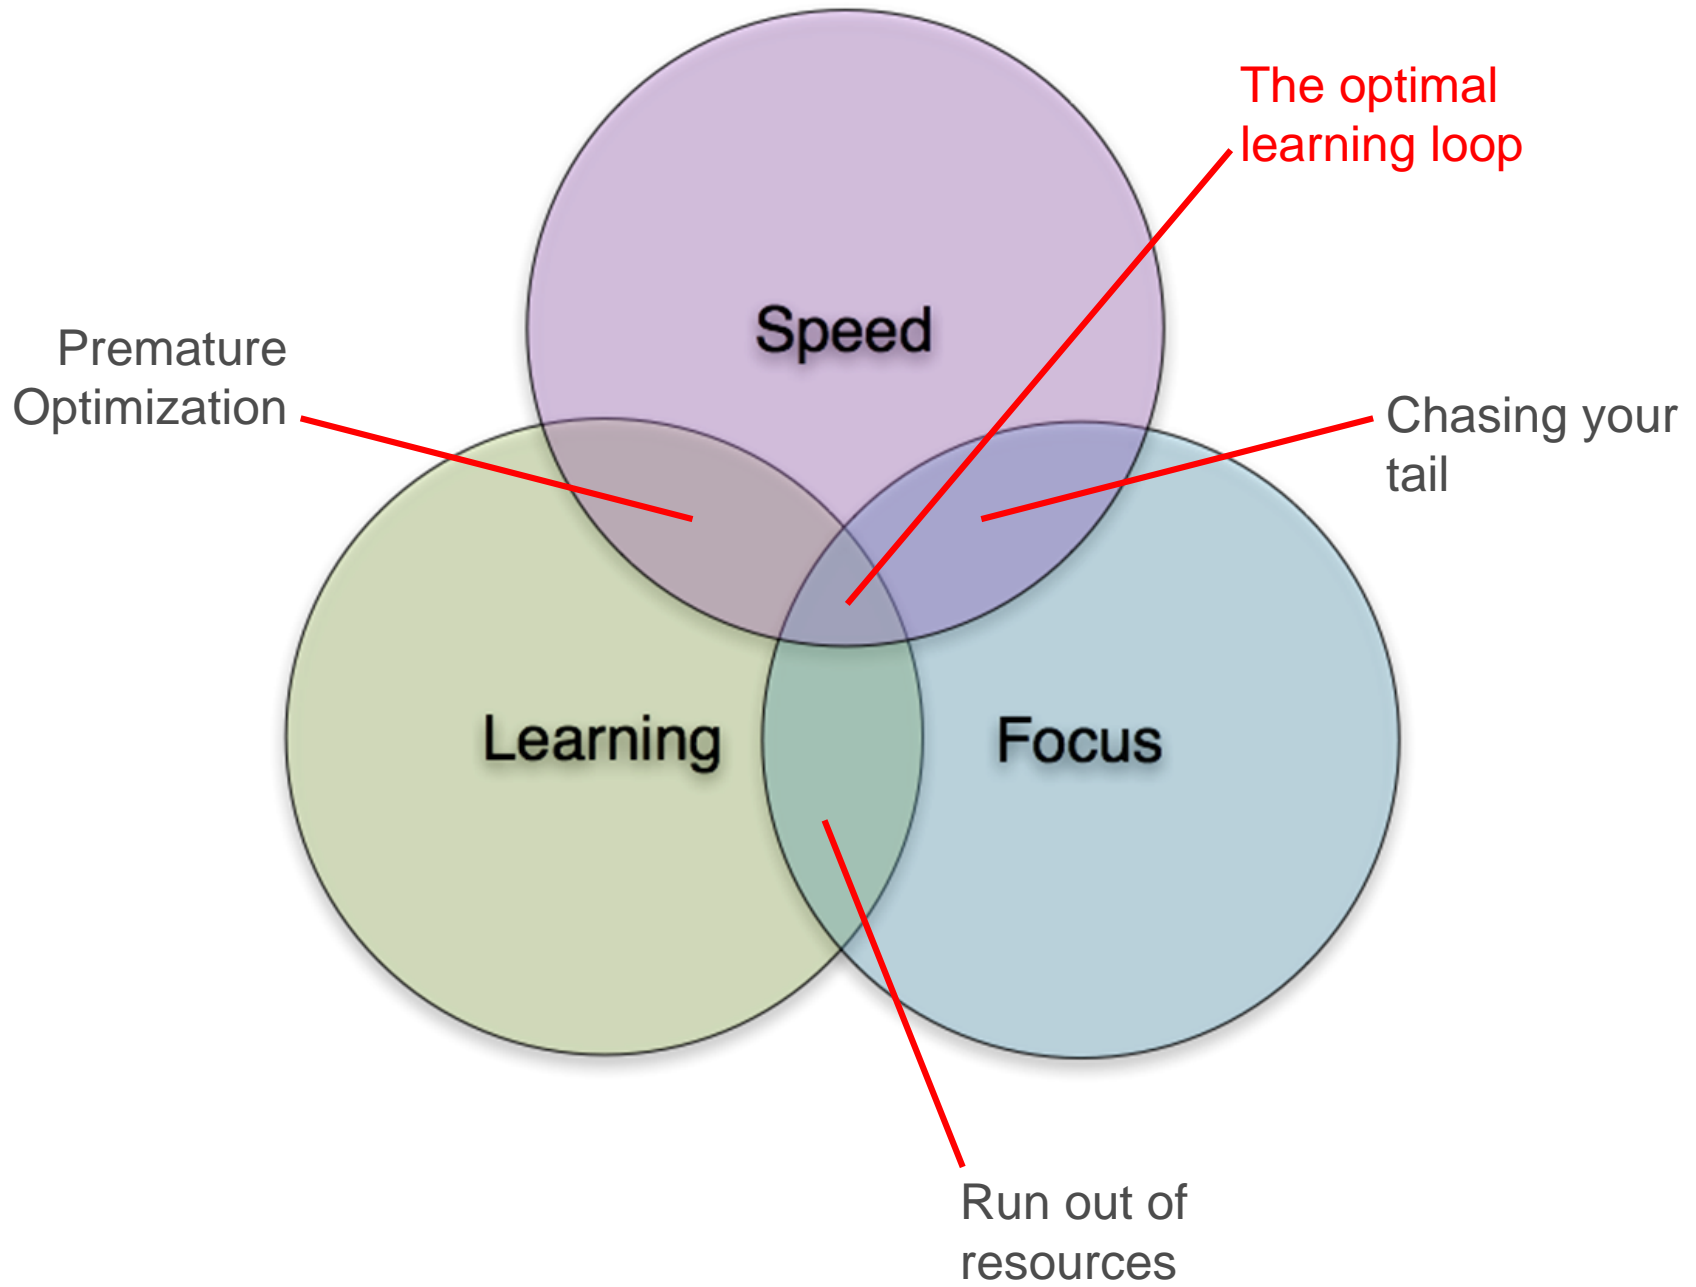 The optimal
learning loop
Speed
Premature
Optimization
Chasing your
tail
Learning
Focus
Run out of
resources